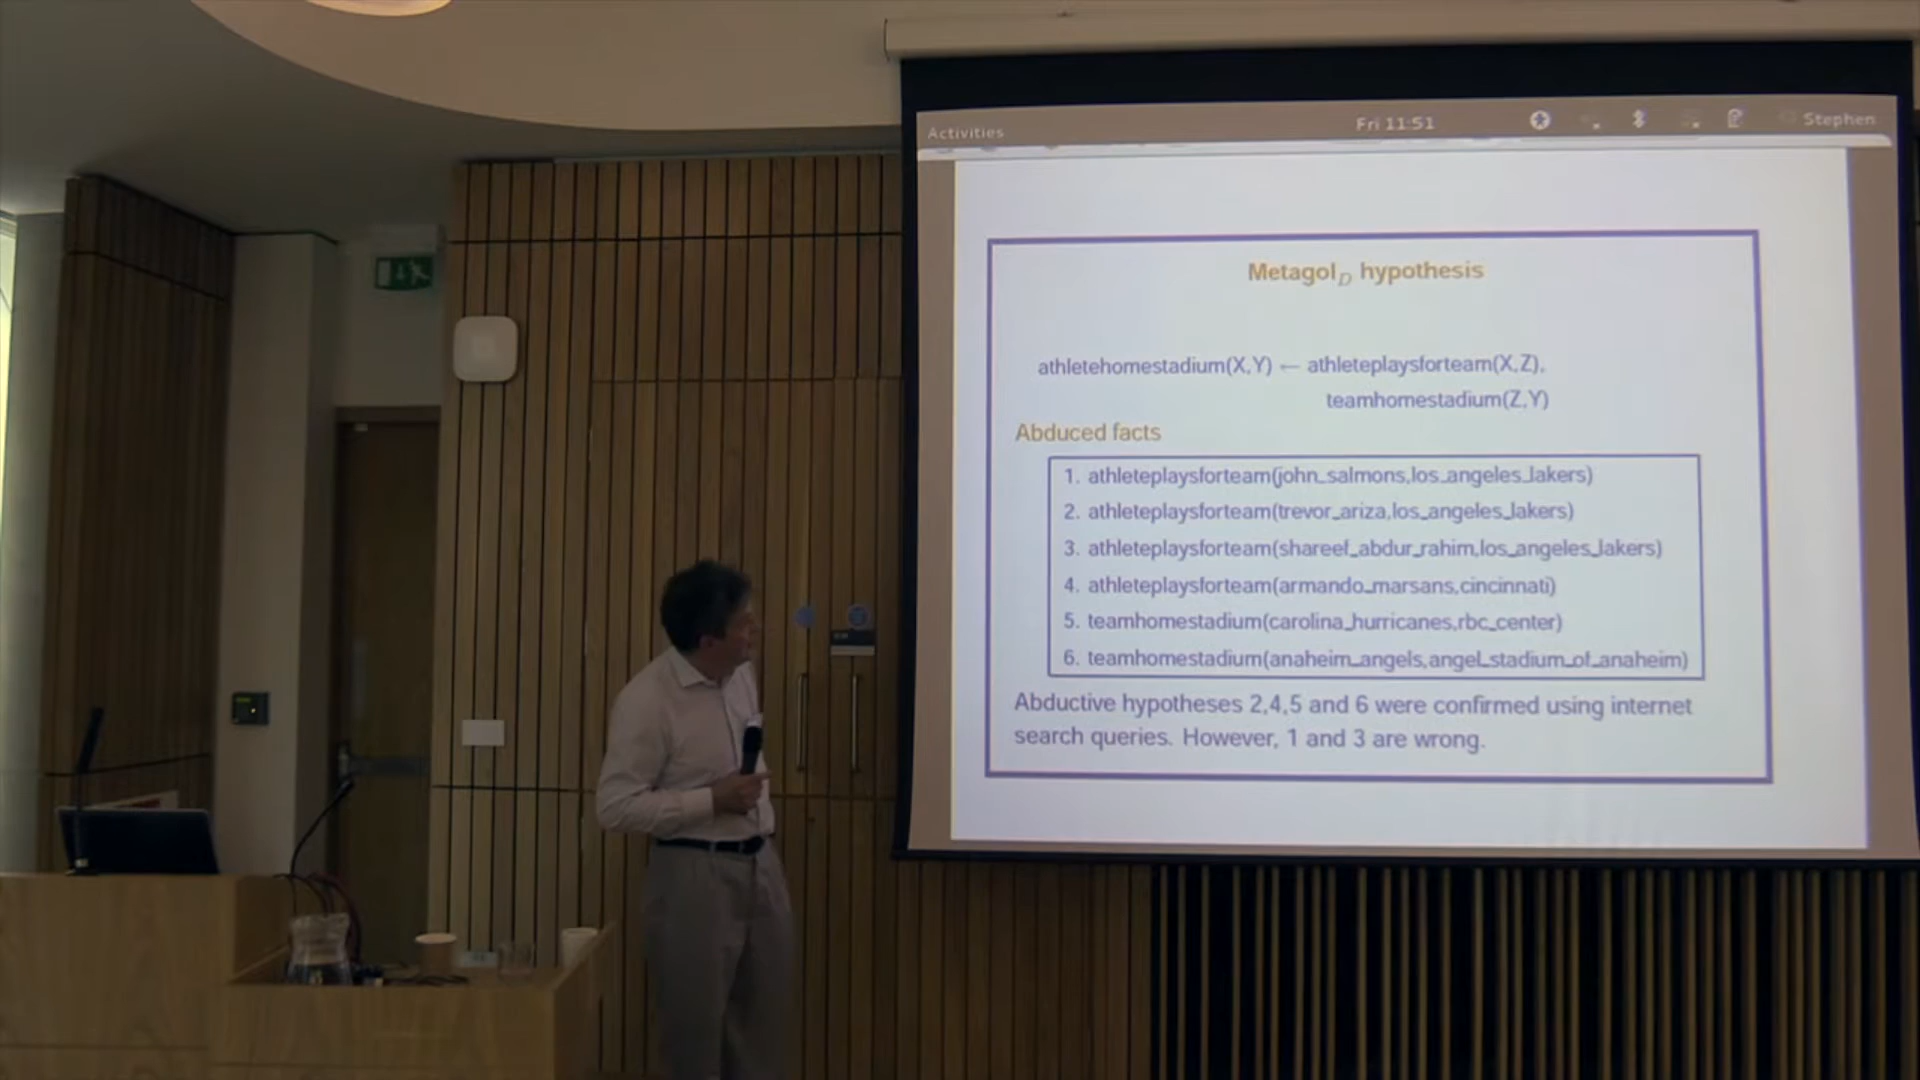 Activities
Fri 11:51
Stephen
Metagol_D hypothesis
athletehomestadium(X,Y) ← athleteplaysforteam(X,Z),
teamhomestadium(Z,Y)
Abduced facts
1. athleteplaysforteam(john_salmons,los_angeles_lakers)
2. athleteplaysforteam(trevor_ariza,los_angeles_lakers)
3. athleteplaysforteam(shareef_abdur_rahim,los_angeles_lakers)
4. athleteplaysforteam(armando_marsans,cincinnati)
5. teamhomestadium(carolina_hurricanes,rbc_center)
6. teamhomestadium(anaheim_angels,angel_stadium_of_anaheim)
Abductive hypotheses 2,4,5 and 6 were confirmed using internet
search queries. However, 1 and 3 are wrong.